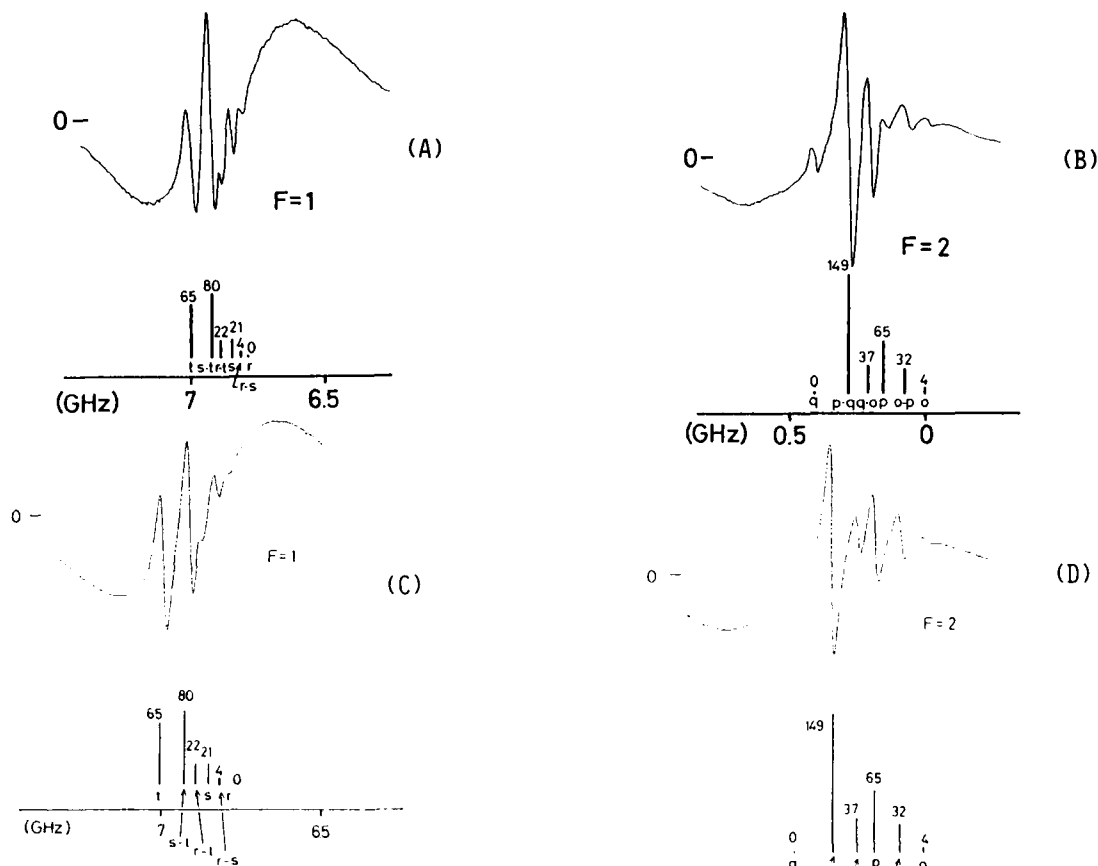 0-
(A)
F=1
65
80
22
21
4
0
t s-t r-t s r
r-s
(GHz)
7
6.5
0-
(B)
F=2
149
0
37
65
32
4
q p-q q-o p o-p o
(GHz)
0.5
0
0 -
(C)
F=1
65
80
22
21
4
0
t
s
r
(GHz)
7
65
s-t
r-t
r-s
0 -
(D)
F=2
149
0
37
65
32
4
q
p
o